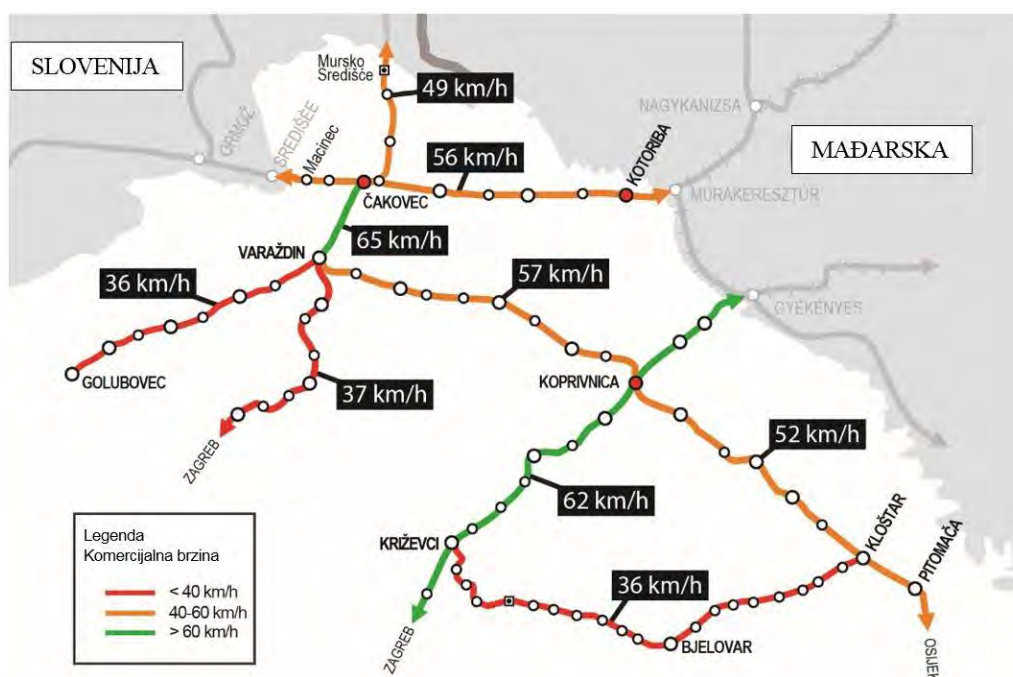 SLOVENIJA
Mursko
Središće
49 km/h
NAGYKANIZSA
ORMOŽ
SREDIŠĆE
Macinec
56 km/h
KOTORIBA
MAĐARSKA
ČAKOVEC
MURAKERESZTÚR
65 km/h
VARAŽDIN
36 km/h
57 km/h
GYÉKÉNYES
GOLUBOVEC
37 km/h
KOPRIVNICA
ZAGREB
52 km/h
62 km/h
KLOŠTAR
PITOMAČA
Legenda
Komercijalna brzina
< 40 km/h
40-60 km/h
> 60 km/h
KRIŽEVCI
36 km/h
BJELOVAR
ZAGREB
OSIJEK